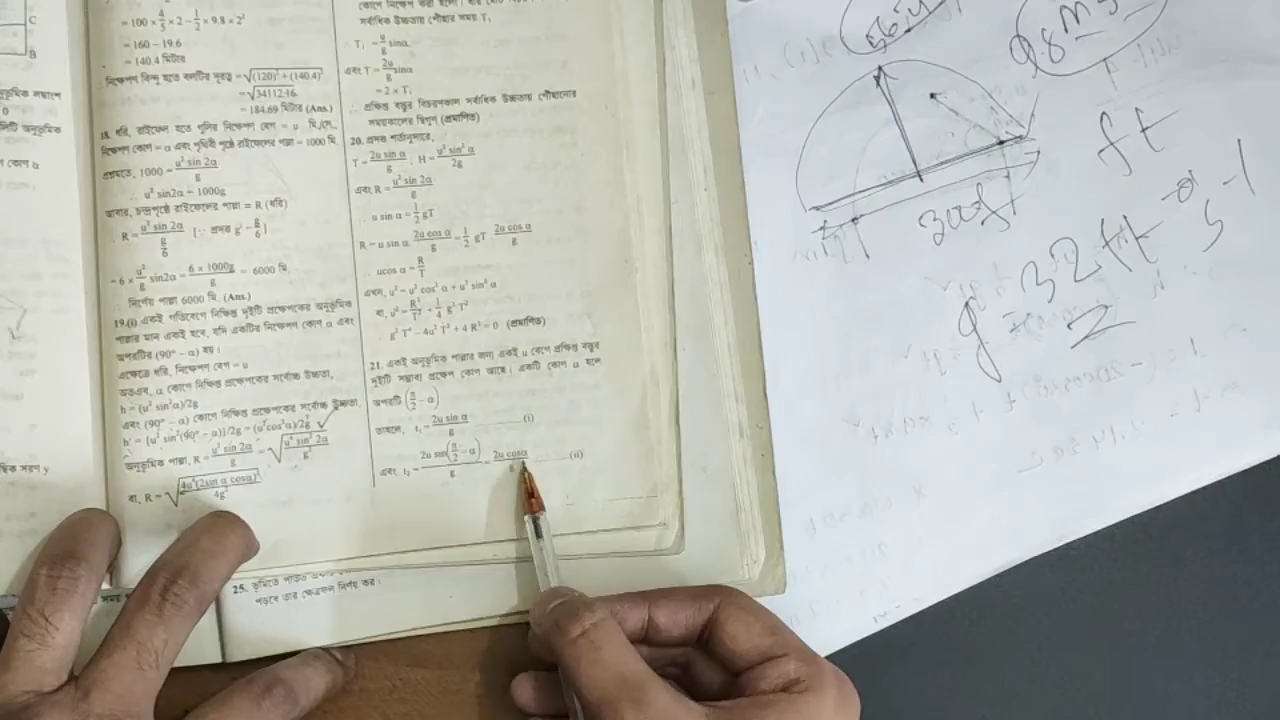 = 100 × 4/5 × 2 − 1/2 × 9.8 × 2²
= 160 − 19.6
= 140.4 মিটার
নিক্ষেপণ বিন্দু হতে বলটির দূরত্ব = √((120)² + (140.4)²
= √34112.16
= 184.69 মিটার (Ans.)
18. ধরি, রাইফেল হতে গুলির নিক্ষেপণ বেগ = u মি./সে.,
নিক্ষেপণ কোণ = α এবং পৃথিবী পৃষ্ঠে রাইফেলের পাল্লা = 1000 মি.
প্রশ্নমতে, 1000 = u² sin 2α/g
∴ u² sin2α = 1000g
আবার, চন্দ্রপৃষ্ঠে রাইফেলের পাল্লা = R (ধরি)
∴ R = u² sin 2α/(g/6) [∵ প্রদত্ত g' = g/6]
= 6 × u²/g sin2α = 6 × 1000g/g = 6000 মি.
নির্ণেয় পাল্লা 6000 মি. (Ans.)
19.(i) একই গতিবেগে নিক্ষিপ্ত দুইটি প্রক্ষেপকের অনুভূমিক
পাল্লার মান একই হবে, যদি একটির নিক্ষেপণ কোণ α এবং
অপরটির (90° − α) হয়।
এক্ষেত্রে ধরি, নিক্ষেপণ বেগ = u
অতএব, α কোণে নিক্ষিপ্ত প্রক্ষেপকের সর্বোচ্চ উচ্চতা,
h = (u² sin²α)/2g
এবং (90° − α) কোণে নিক্ষিপ্ত প্রক্ষেপকের সর্বোচ্চ উচ্চতা,
h' = {u² sin²(90° − α)}/2g = (u²cos²α)/2g
অনুভূমিক পাল্লা, R = u² sin 2α/g = √(u⁴ sin² 2α/g²)
বা, R = √(4u⁴(2sin α cosα)²/4g²)
সর্বাধিক উচ্চতায় পৌছার সময় T₁
T₁ = u/g sinα
এবং T = 2u/g sinα
= 2 × T₁
∴ প্রক্ষিপ্ত বস্তুর বিচরণকাল সর্বাধিক উচ্চতায় পৌছানোর
সময়কালের দ্বিগুণ (প্রমাণিত)
20. প্রদত্ত শর্তানুসারে,
T = 2u sin α/g ; H = u² sin² α/2g
এবং R = u² sin 2α/g
∴ u sin α = 1/2 gT
R = u sin α. 2u cos α/g = 1/2 gT. 2u cos α/g
∴ ucos α = R/T
এখন, u² = u² cos² α + u² sin² α
বা, u² = R²/T² + 1/4 g² T²
∴ g² T⁴ − 4u² T² + 4 R² = 0 (প্রমাণিত)
21. একই অনুভূমিক পাল্লার জন্য একই u বেগে প্রক্ষিপ্ত বস্তুর
দুইটি সম্ভাব্য প্রক্ষেপ কোণ আছে। একটি কোণ α হলে
অপরটি (π/2 − α)
তাহলে, t₁ = 2u sin α/g ........ (i)
এবং t₂ = 2u sin(π/2 − α)/g = 2u cosα/g ........ (ii)
25. ভূমিতে
পড়বে তার ক্ষেত্রফল নির্ণয় কর।
300ft
ft
g = 32 ft